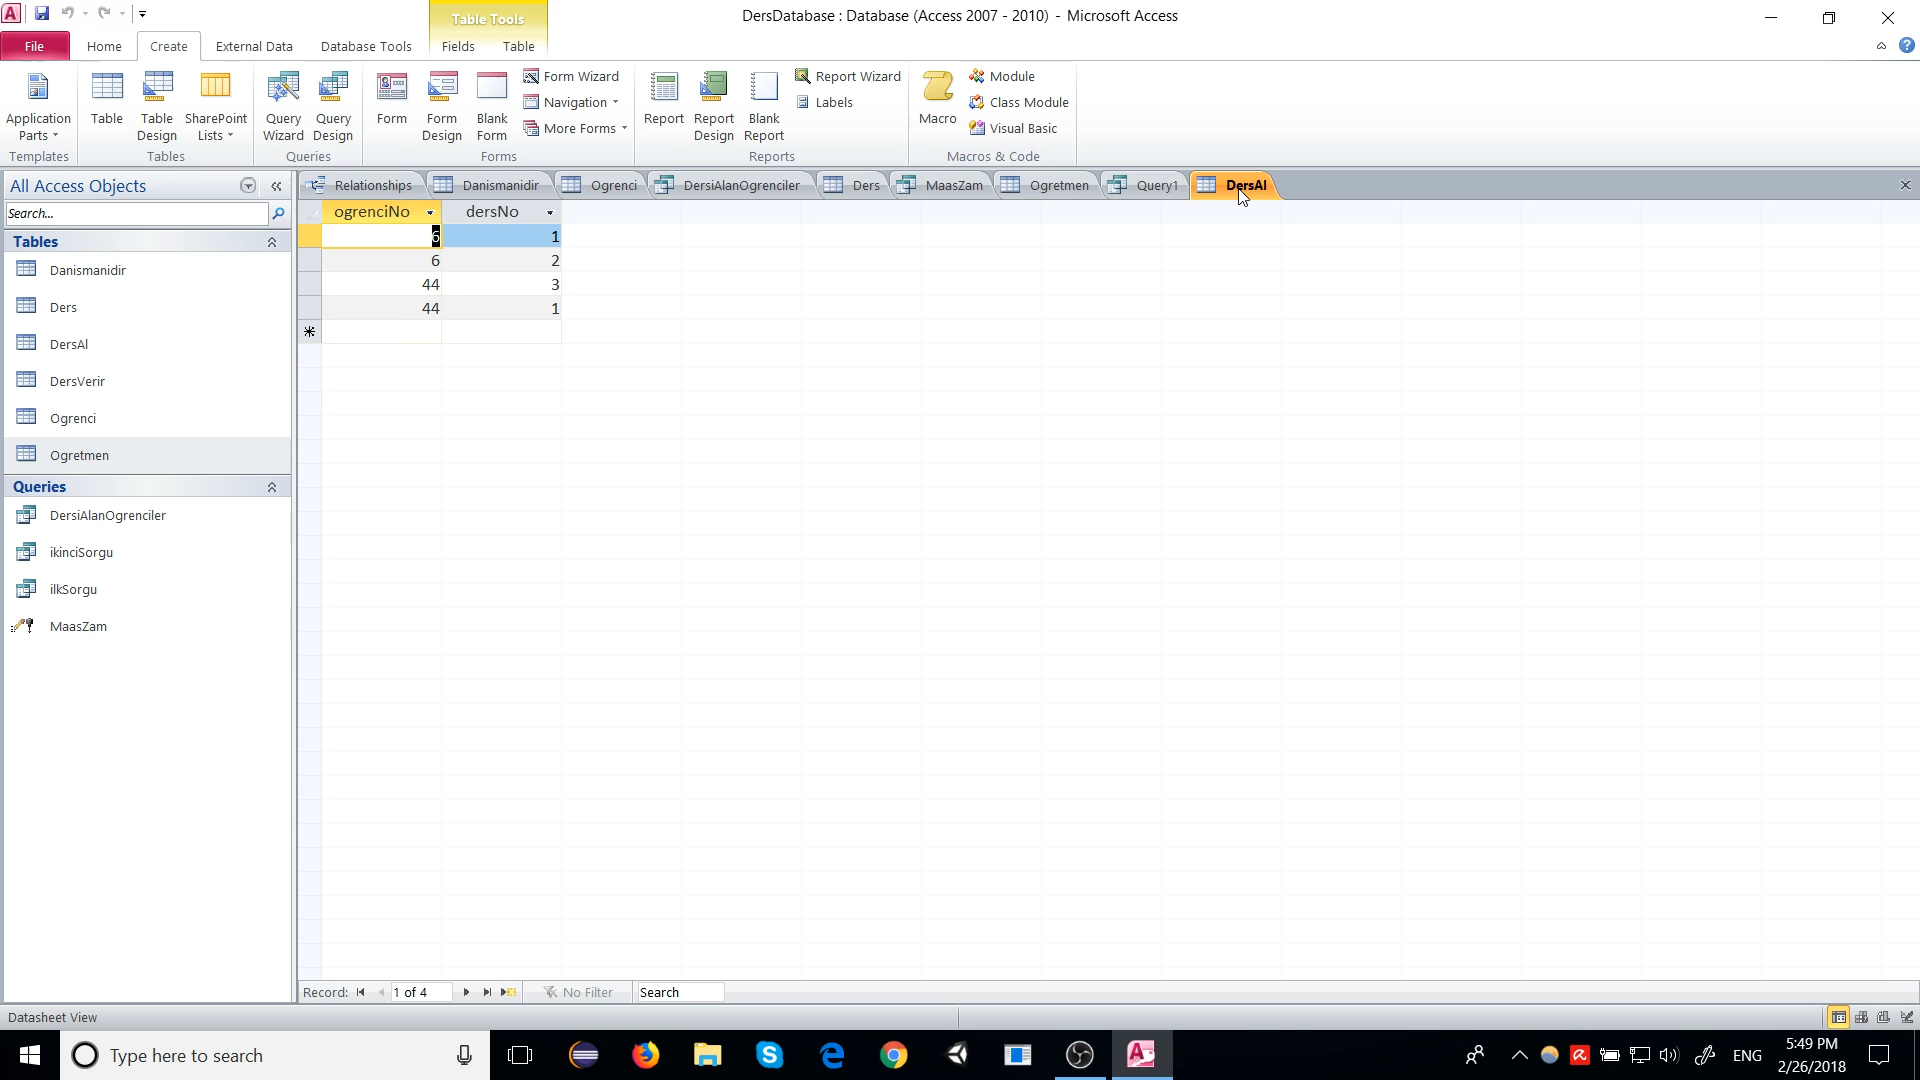 Table Tools
DersDatabase : Database (Access 2007 - 2010) - Microsoft Access
File Home Create External Data Database Tools Fields Table
Application Parts
Table
Table Design
SharePoint Lists
Query Wizard
Query Design
Form
Form Design
Blank Form
Form Wizard
Navigation
More Forms
Report
Report Design
Blank Report
Report Wizard
Labels
Macro
Module
Class Module
Visual Basic
Templates Tables Queries Forms Reports Macros & Code
All Access Objects
Search...
Tables
Danismanidir
Ders
DersAl
DersVerir
Ogrenci
Ogretmen
Queries
DersiAlanOgrenciler
ikinciSorgu
ilkSorgu
MaasZam
Relationships Danismanidir Ogrenci DersiAlanOgrenciler Ders MaasZam Ogretmen Query1 DersAl
ogrenciNo dersNo
6 1
6 2
44 3
44 1
Record: 1 of 4 No Filter Search
Datasheet View
Type here to search
ENG
5:49 PM
2/26/2018